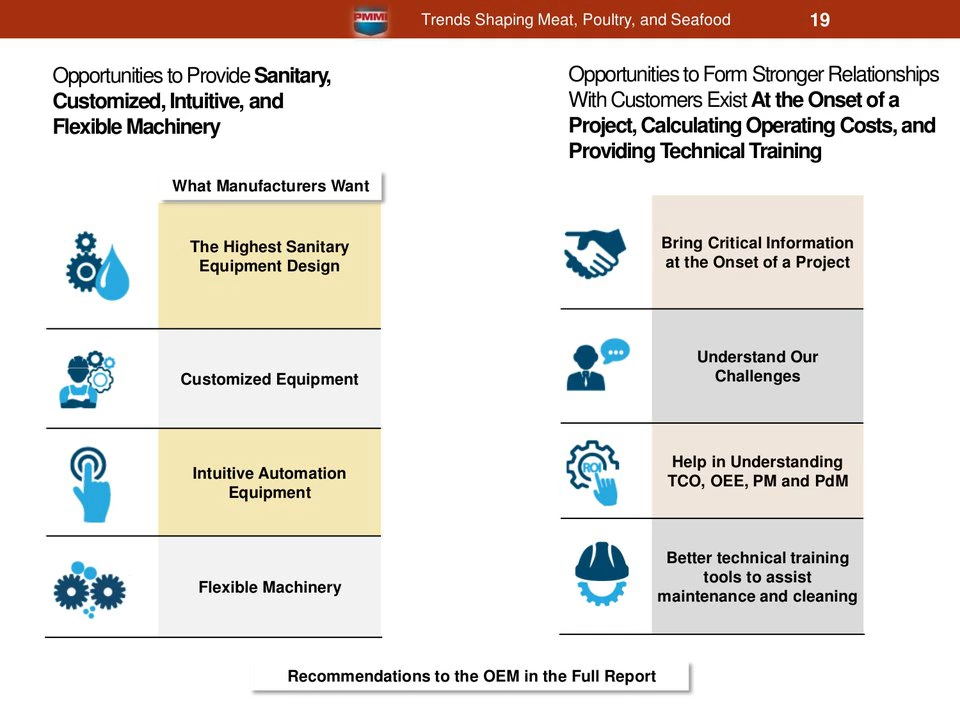 PMMI
Trends Shaping Meat, Poultry, and Seafood
19
Opportunities to Provide Sanitary,
Customized, Intuitive, and
Flexible Machinery
What Manufacturers Want
The Highest Sanitary
Equipment Design
Customized Equipment
Intuitive Automation
Equipment
Flexible Machinery
Opportunities to Form Stronger Relationships
With Customers Exist At the Onset of a
Project, Calculating Operating Costs, and
Providing Technical Training
Bring Critical Information
at the Onset of a Project
Understand Our
Challenges
ROI
Help in Understanding
TCO, OEE, PM and PdM
Better technical training
tools to assist
maintenance and cleaning
Recommendations to the OEM in the Full Report